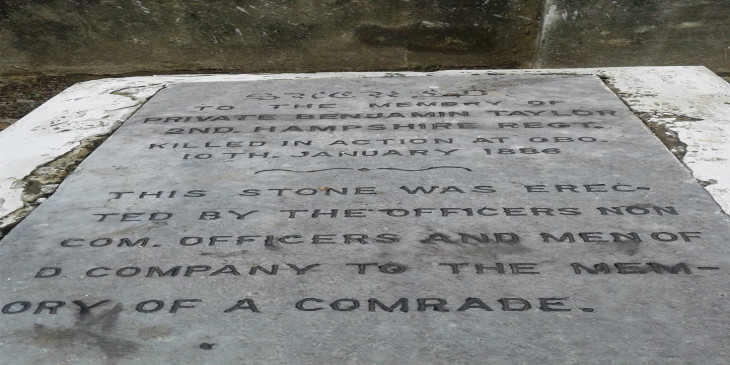 TO THE MEMORY OF
PRIVATE BENJAMIN TAYLOR
2ND. HAMPSHIRE REGT.
KILLED IN ACTION AT GBO.
10TH. JANUARY 1886
THIS STONE WAS EREC-
TED BY THE OFFICERS NON
COM. OFFICERS AND MEN OF
D COMPANY TO THE MEM-
ORY OF A COMRADE.